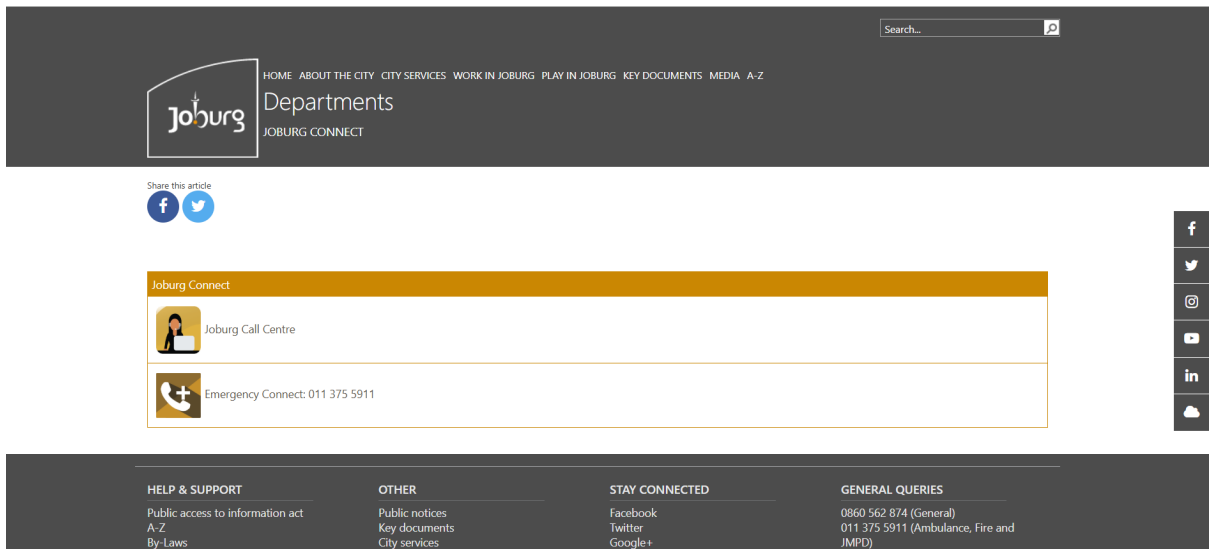 Search...
HOME ABOUT THE CITY CITY SERVICES WORK IN JOBURG PLAY IN JOBURG KEY DOCUMENTS MEDIA A-Z
Joburg
Departments
JOBURG CONNECT
Share this article
Joburg Connect
Joburg Call Centre
Emergency Connect: 011 375 5911
HELP & SUPPORT
Public access to information act
A-Z
By-Laws
OTHER
Public notices
Key documents
City services
STAY CONNECTED
Facebook
Twitter
Google+
GENERAL QUERIES
0860 562 874 (General)
011 375 5911 (Ambulance, Fire and
JMPD)